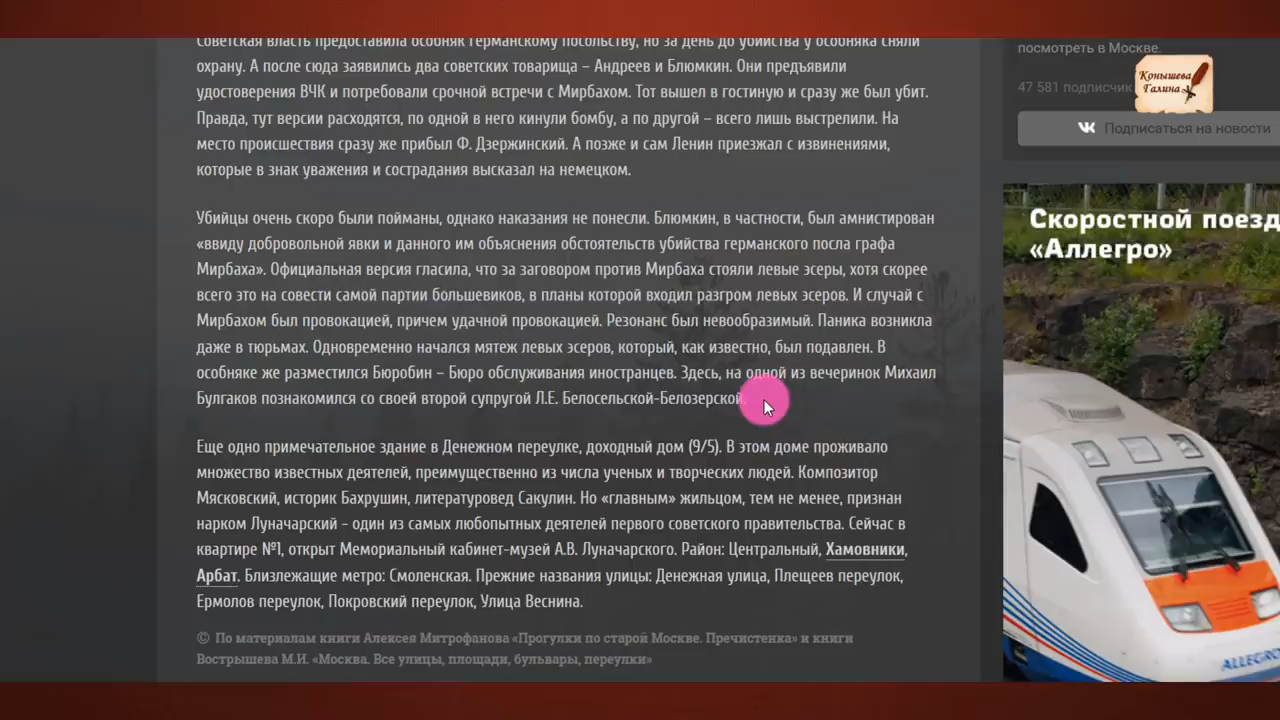 Советская власть предоставила особняк германскому посольству, но за день до убийства у особняка сняли
охрану. А после сюда заявились два советских товарища – Андреев и Блюмкин. Они предъявили
удостоверения ВЧК и потребовали срочной встречи с Мирбахом. Тот вышел в гостиную и сразу же был убит.
Правда, тут версии расходятся, по одной в него кинули бомбу, а по другой – всего лишь выстрелили. На
место происшествия сразу же прибыл Ф. Дзержинский. А позже и сам Ленин приезжал с извинениями,
которые в знак уважения и сострадания высказал на немецком.
Убийцы очень скоро были пойманы, однако наказания не понесли. Блюмкин, в частности, был амнистирован
«ввиду добровольной явки и данного им объяснения обстоятельств убийства германского посла графа
Мирбаха». Официальная версия гласила, что за заговором против Мирбаха стояли левые эсеры, хотя скорее
всего это на совести самой партии большевиков, в планы которой входил разгром левых эсеров. И случай с
Мирбахом был провокацией, причем удачной провокацией. Резонанс был невообразимый. Паника возникла
даже в тюрьмах. Одновременно начался мятеж левых эсеров, который, как известно, был подавлен. В
особняке же разместился Бюробин – Бюро обслуживания иностранцев. Здесь, на одной из вечеринок Михаил
Булгаков познакомился со своей второй супругой Л.Е. Белосельской-Белозерской.
Еще одно примечательное здание в Денежном переулке, доходный дом (9/5). В этом доме проживало
множество известных деятелей, преимущественно из числа ученых и творческих людей. Композитор
Мясковский, историк Бахрушин, литературовед Сакулин. Но «главным» жильцом, тем не менее, признан
нарком Луначарский - один из самых любопытных деятелей первого советского правительства. Сейчас в
квартире №1, открыт Мемориальный кабинет-музей А.В. Луначарского. Район: Центральный, Хамовники,
Арбат. Близлежащие метро: Смоленская. Прежние названия улицы: Денежная улица, Плещеев переулок,
Ермолов переулок, Покровский переулок, Улица Веснина.
© По материалам книги Алексея Митрофанова «Прогулки по старой Москве. Пречистенка» и книги
Вострышева М.И. «Москва. Все улицы, площади, бульвары, переулки»
посмотреть в Москве.
47 581 подписчик
Конышева
Галина
Подписаться на новости
Скоростной поезд
«Аллегро»
ALLEGRO